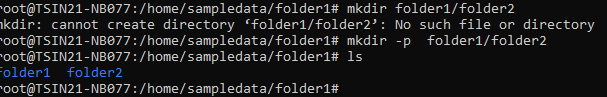 root@TSIN21-NB077:/home/sampledata/folder1# mkdir folder1/folder2
mkdir: cannot create directory ‘folder1/folder2’: No such file or directory
root@TSIN21-NB077:/home/sampledata/folder1# mkdir -p  folder1/folder2
root@TSIN21-NB077:/home/sampledata/folder1# ls
folder1  folder2
root@TSIN21-NB077:/home/sampledata/folder1#